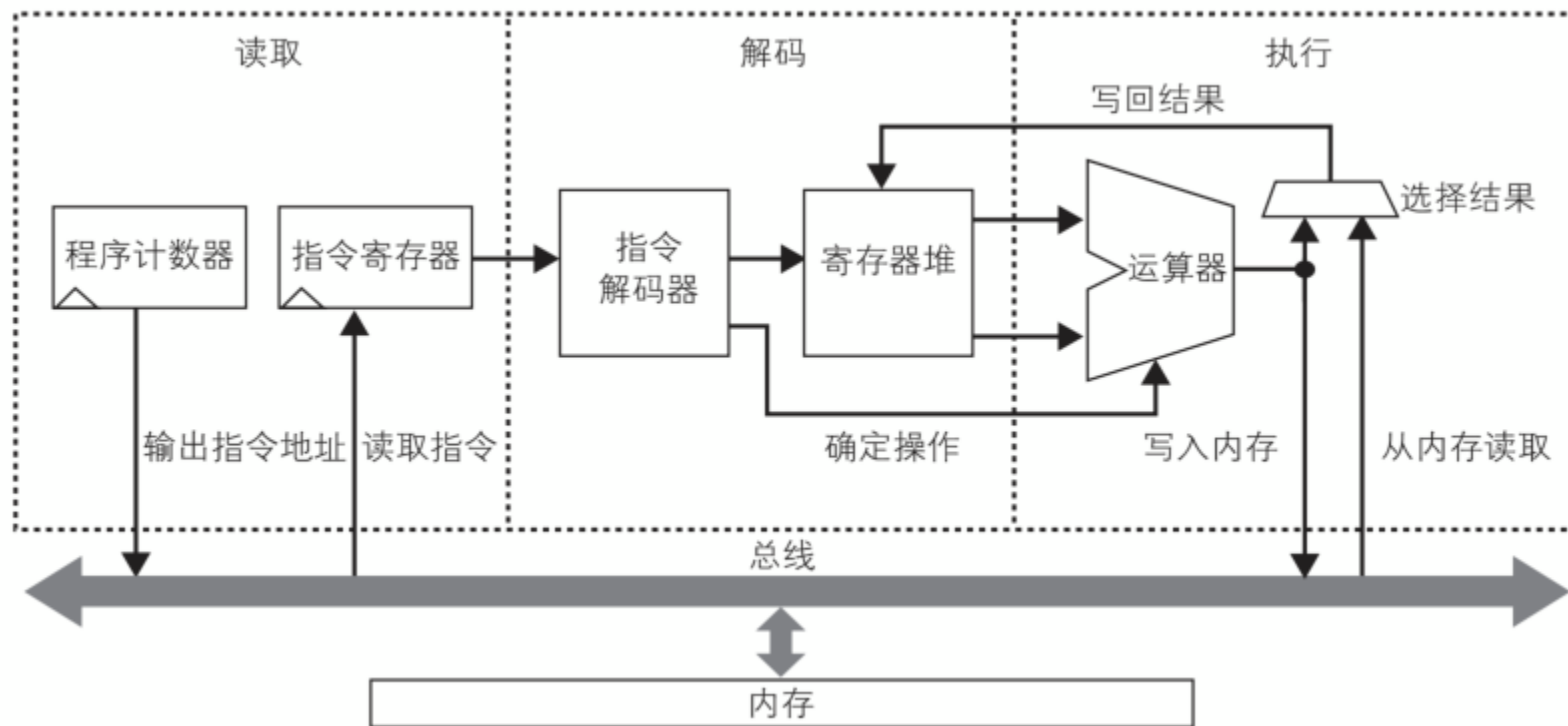 读取
解码
执行
写回结果
程序计数器
指令寄存器
指令
解码器
寄存器堆
运算器
选择结果
输出指令地址
读取指令
确定操作
写入内存
从内存读取
总线
内存